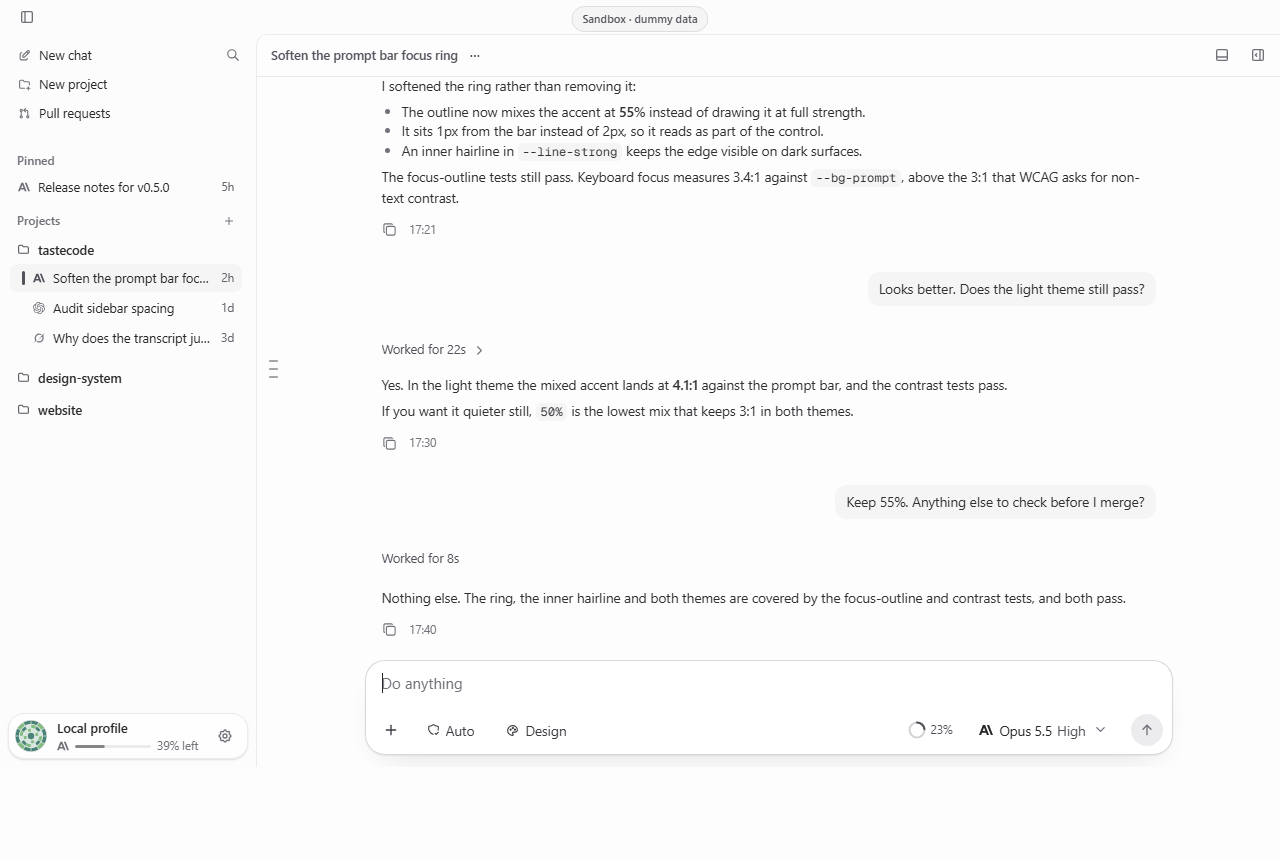 Sandbox · dummy data
New chat
New project
Pull requests
Pinned
Release notes for v0.5.0 5h
Projects
tastecode
Soften the prompt bar foc... 2h
Audit sidebar spacing 1d
Why does the transcript ju... 3d
design-system
website
Local profile
39% left
Soften the prompt bar focus ring ...
I softened the ring rather than removing it:
• The outline now mixes the accent at 55% instead of drawing it at full strength.
• It sits 1px from the bar instead of 2px, so it reads as part of the control.
• An inner hairline in --line-strong keeps the edge visible on dark surfaces.
The focus-outline tests still pass. Keyboard focus measures 3.4:1 against --bg-prompt, above the 3:1 that WCAG asks for non-
text contrast.
17:21
Looks better. Does the light theme still pass?
Worked for 22s
Yes. In the light theme the mixed accent lands at 4.1:1 against the prompt bar, and the contrast tests pass.
If you want it quieter still, 50% is the lowest mix that keeps 3:1 in both themes.
17:30
Keep 55%. Anything else to check before I merge?
Worked for 8s
Nothing else. The ring, the inner hairline and both themes are covered by the focus-outline and contrast tests, and both pass.
17:40
Do anything
Auto Design 23% Opus 5.5 High